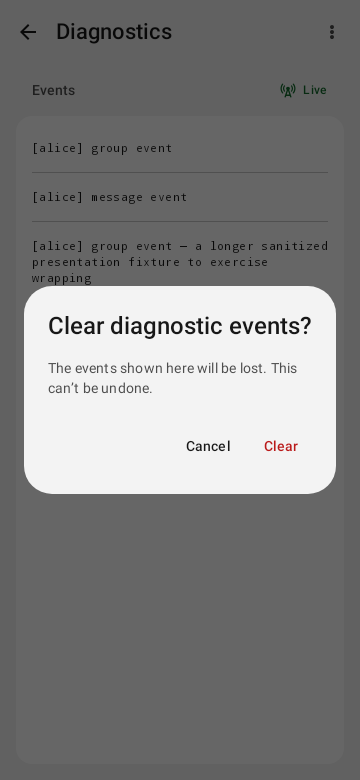 Diagnostics
Events
Live
[alice] group event
[alice] message event
[alice] group event — a longer sanitized
presentation fixture to exercise
wrapping
Clear diagnostic events?
The events shown here will be lost. This
can’t be undone.
Cancel
Clear